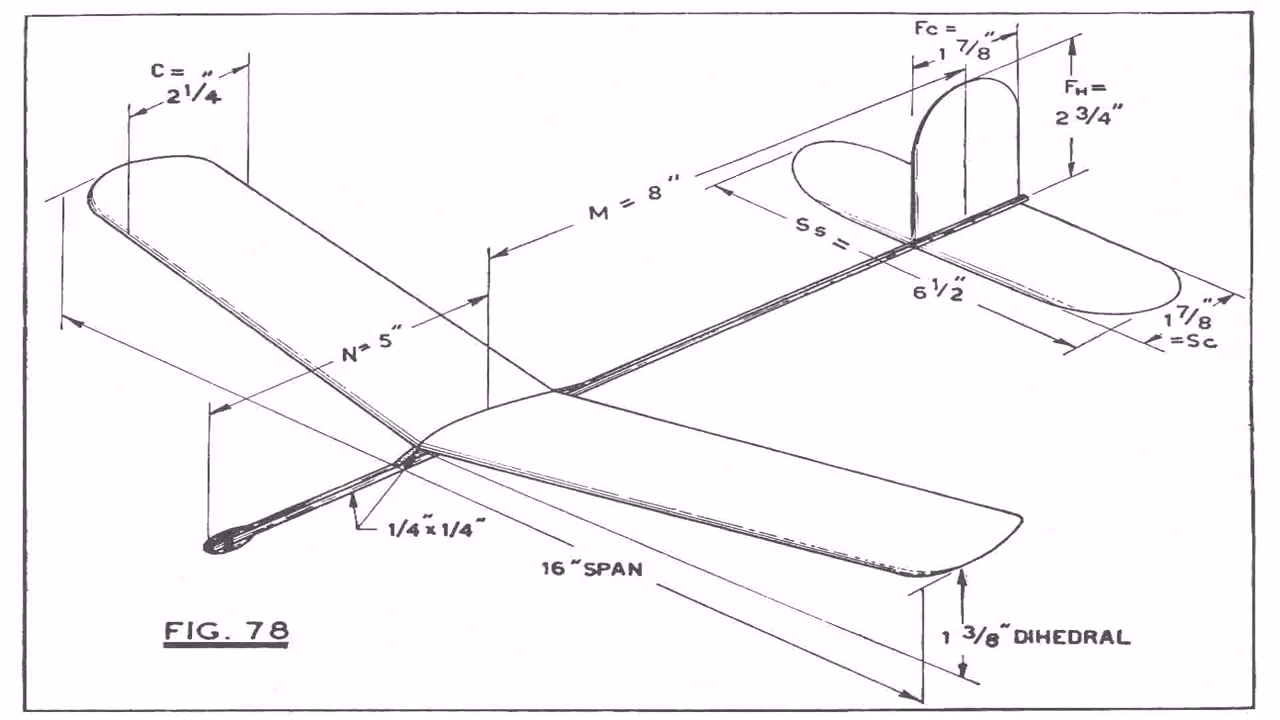 C =
2 1/4"
Fc =
1 7/8"
FH =
2 3/4"
M = 8"
Ss =
6 1/2"
1 7/8"
=Sc
N= 5"
1/4"x1/4"
16" SPAN
FIG. 78
1 3/8" DIHEDRAL